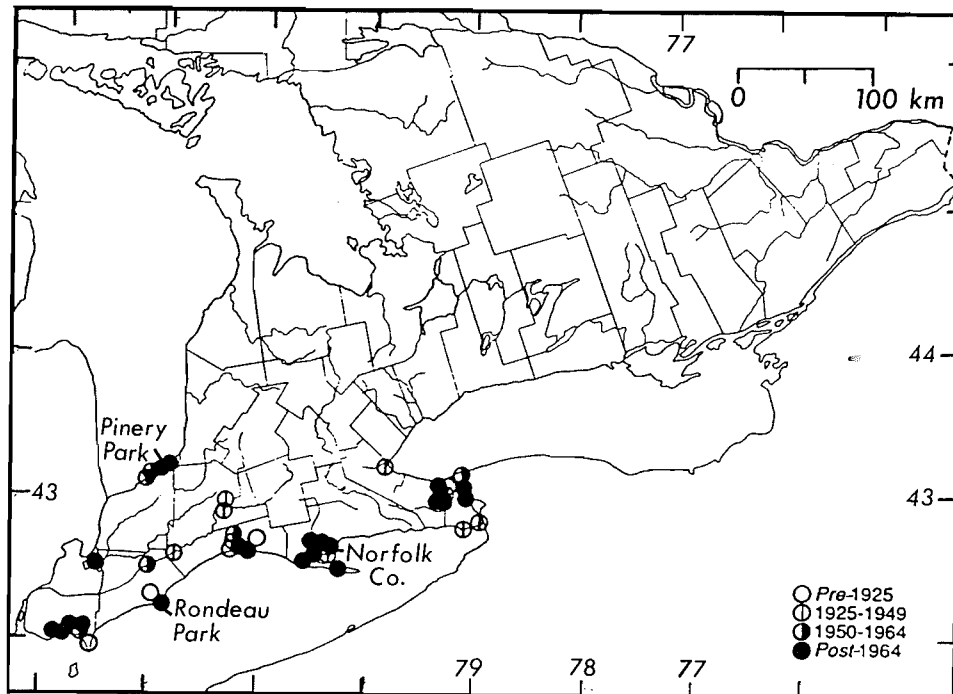 77
0 100 km
44
Pinery
Park
43
43
Norfolk
Co.
Rondeau
Park
Pre-1925
1925-1949
1950-1964
Post-1964
79 78 77